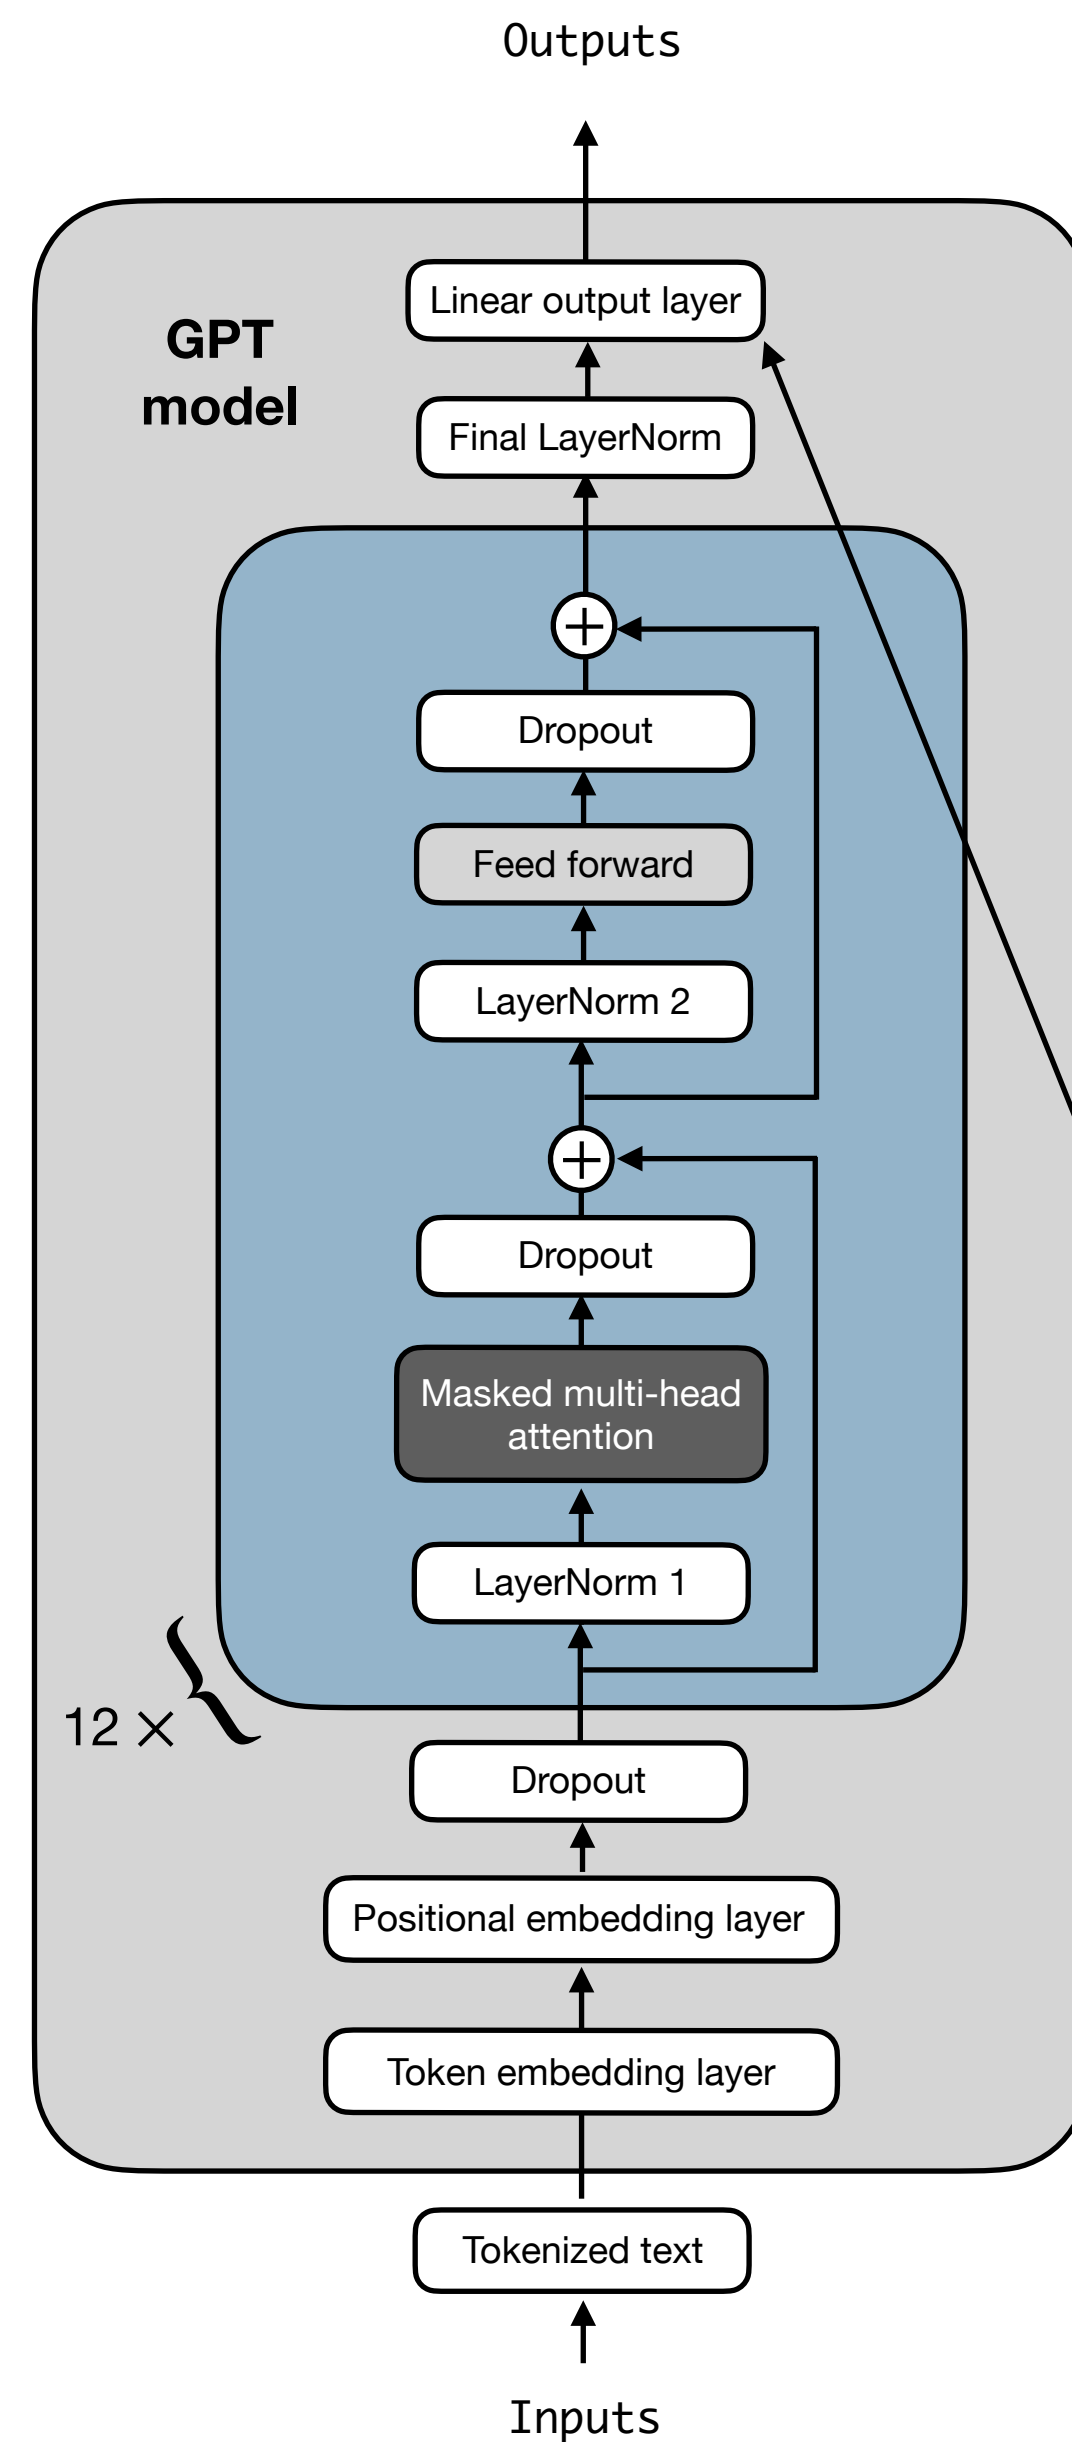 Outputs
Linear output layer
GPT
model
Final LayerNorm
+
Dropout
Feed forward
LayerNorm 2
+
Dropout
Masked multi-head
attention
LayerNorm 1
12 ×
Dropout
Positional embedding layer
Token embedding layer
Tokenized text
Inputs